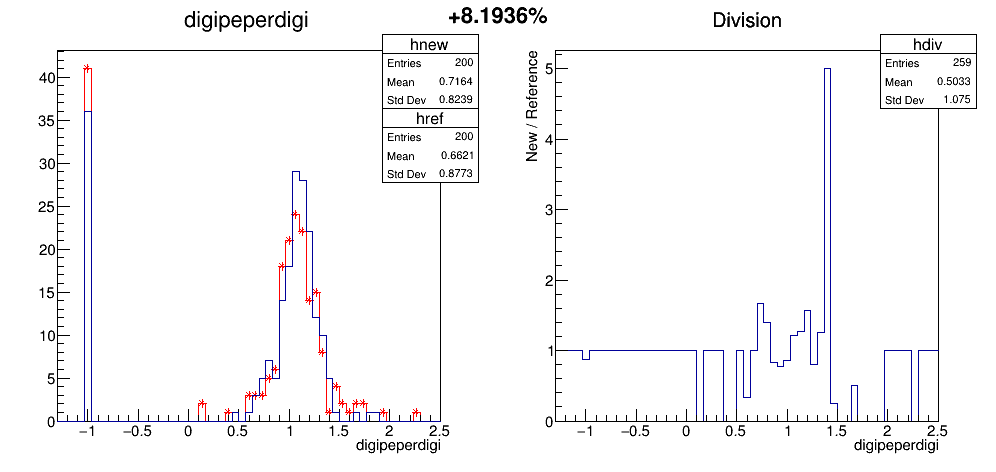 +8.1936%
digipeperdigi
hnew
Entries 200
Mean 0.7164
Std Dev 0.8239
href
Entries 200
Mean 0.6621
Std Dev 0.8773
40
35
30
25
20
15
10
5
0
−1 −0.5 0 0.5 1 1.5 2 2.5
digipeperdigi
Division
hdiv
Entries 259
Mean 0.5033
Std Dev 1.075
New / Reference
5
4
3
2
1
0
−1 −0.5 0 0.5 1 1.5 2 2.5
digipeperdigi